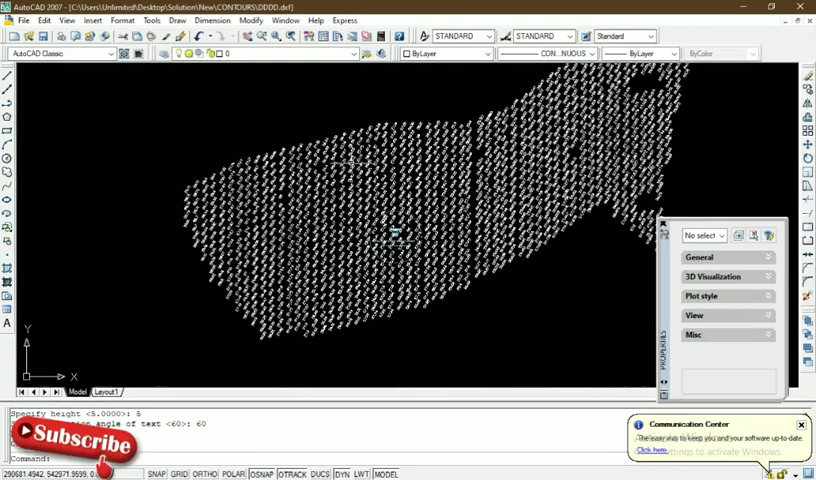 AutoCAD 2007 - [C:\Users\Unlimited\Desktop\Solution\New\CONTOURS\DDDD.dxf]
File Edit View Insert Format Tools Draw Dimension Modify Window Help Express
STANDARD STANDARD Standard
AutoCAD Classic 0 ByLayer CON...NUOUS ByLayer ByColor
No select
General
3D Visualization
Plot style
View
Misc
PROPERTIES
Y
X
Model Layout1
Specify height <5.0000>: 5
angle of text <60>: 60
Command:
Subscribe
Communication Center
The easy way to keep you and your software up-to-date.
Click here.
settings to activate Windows.
290681.4942, 542971.9599, 0.0 SNAP GRID ORTHO POLAR OSNAP OTRACK DUCS DYN LWT MODEL